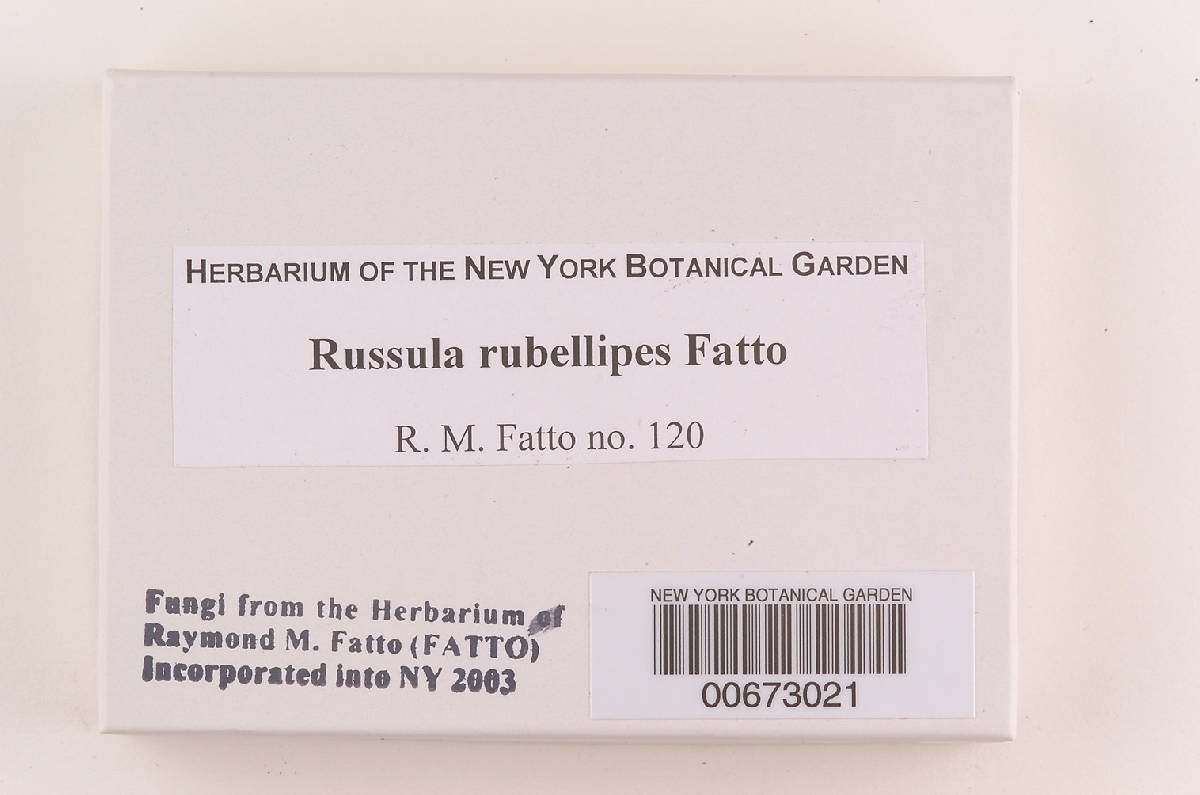 HERBARIUM OF THE NEW YORK BOTANICAL GARDEN
Russula rubellipes Fatto
R. M. Fatto no. 120
Fungi from the Herbarium of
Raymond M. Fatto (FATTO)
Incorporated into NY 2003
NEW YORK BOTANICAL GARDEN
00673021